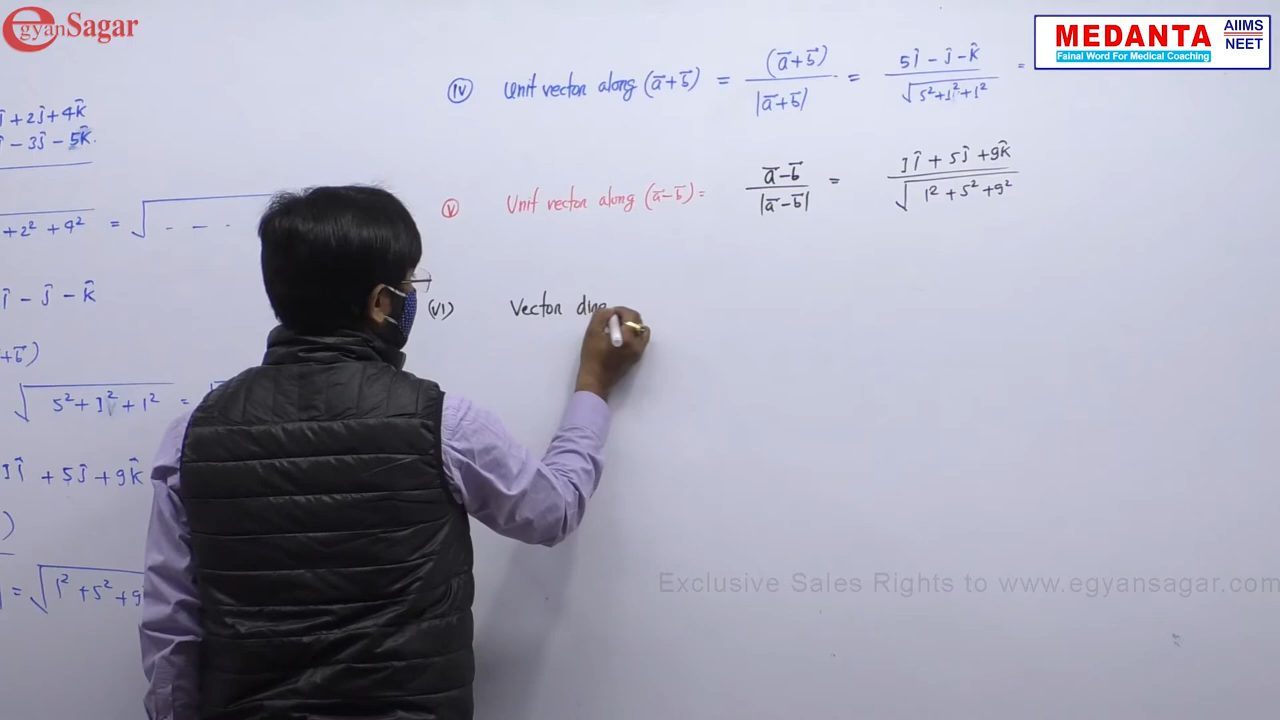 egyanSagar
MEDANTA AIIMS NEET
Fainal Word For Medical Coaching
î + 2ĵ + 4k̂
î − 3ĵ − 5k̂.
+ 2² + 4² = √ - - ·
î − ĵ − k̂
+b⃗)
√ 5² + 1² + 1² =
1î + 5ĵ + 9k̂
)
= √ 1² + 5² + 9
(iv) Unit vector along (a⃗+b⃗) = (a⃗+b⃗) / |a⃗+b⃗| = 5î − ĵ − k̂ / √ 5²+1²+1² =
(v) Unit vector along (a⃗−b⃗) = a⃗−b⃗ / |a⃗−b⃗| = 1î + 5ĵ + 9k̂ / √ 1² + 5² + 9²
(VI) Vector
Exclusive Sales Rights to www.egyansagar.com